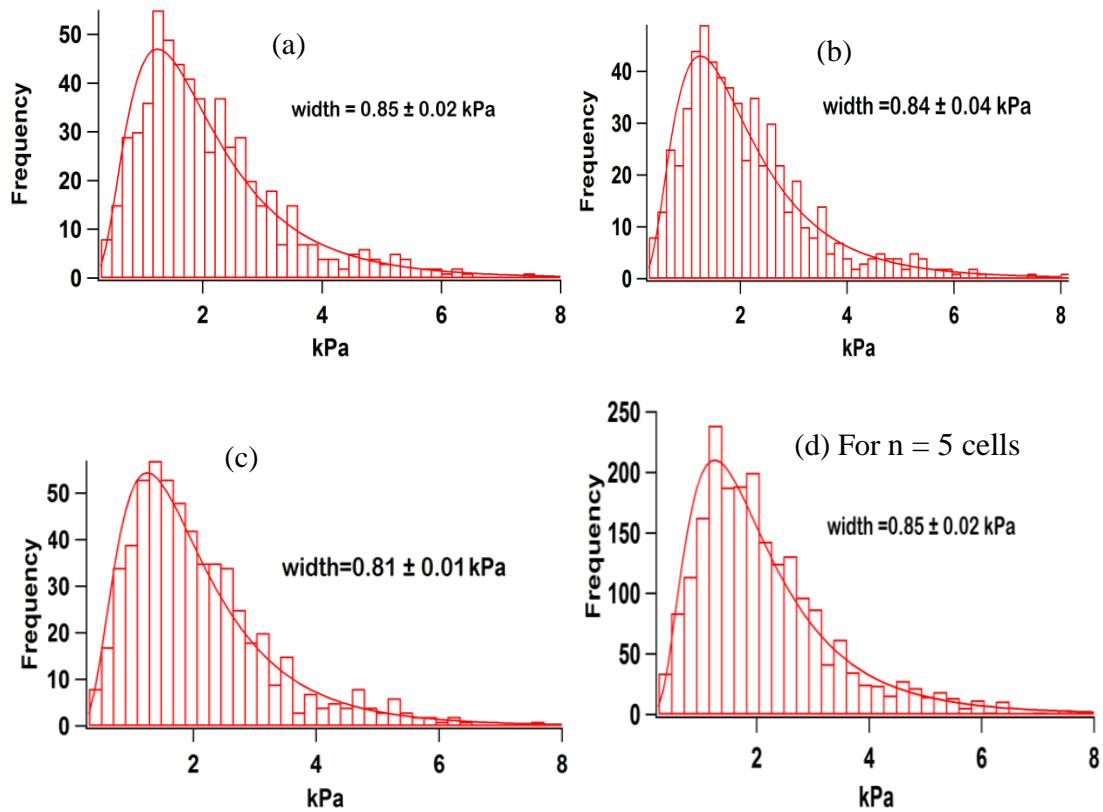 (a)
width = 0.85 ± 0.02 kPa
Frequency
50
40
30
20
10
0
2
4
6
8
kPa
(b)
width =0.84 ± 0.04 kPa
Frequency
40
30
20
10
0
2
4
6
8
kPa
(c)
width=0.81 ± 0.01 kPa
Frequency
50
40
30
20
10
0
2
4
6
8
kPa
(d) For n = 5 cells
width =0.85 ± 0.02 kPa
Frequency
250
200
150
100
50
0
2
4
6
8
kPa